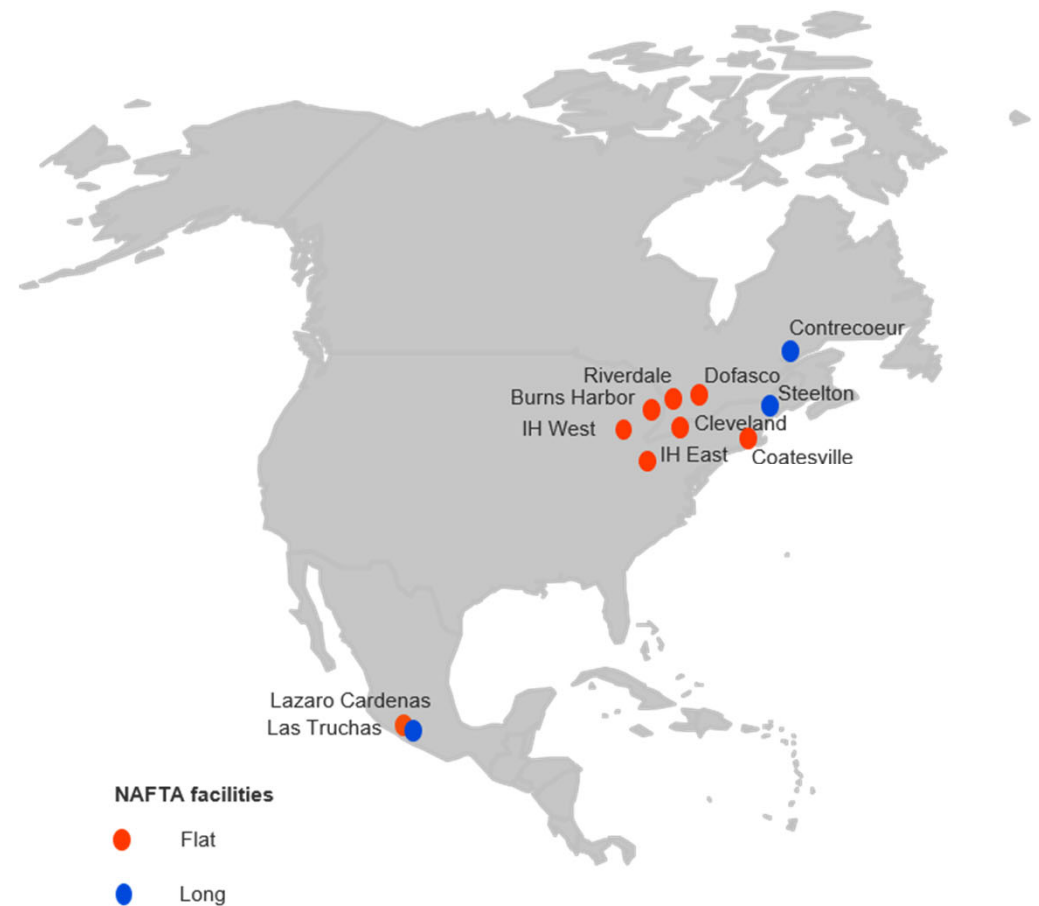 Contrecoeur
Riverdale
Dofasco
Burns Harbor
Steelton
IH West
Cleveland
IH East
Coatesville
Lazaro Cardenas
Las Truchas
NAFTA facilities
Flat
Long